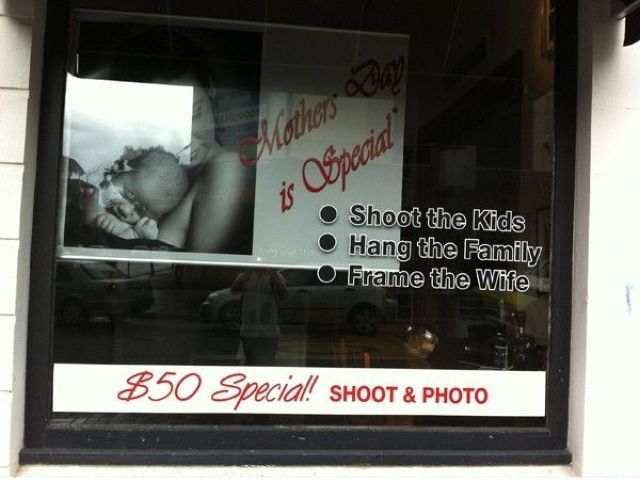 Mothers Day
is Special
Shoot the Kids
Hang the Family
Frame the Wife
$50 Special! SHOOT & PHOTO